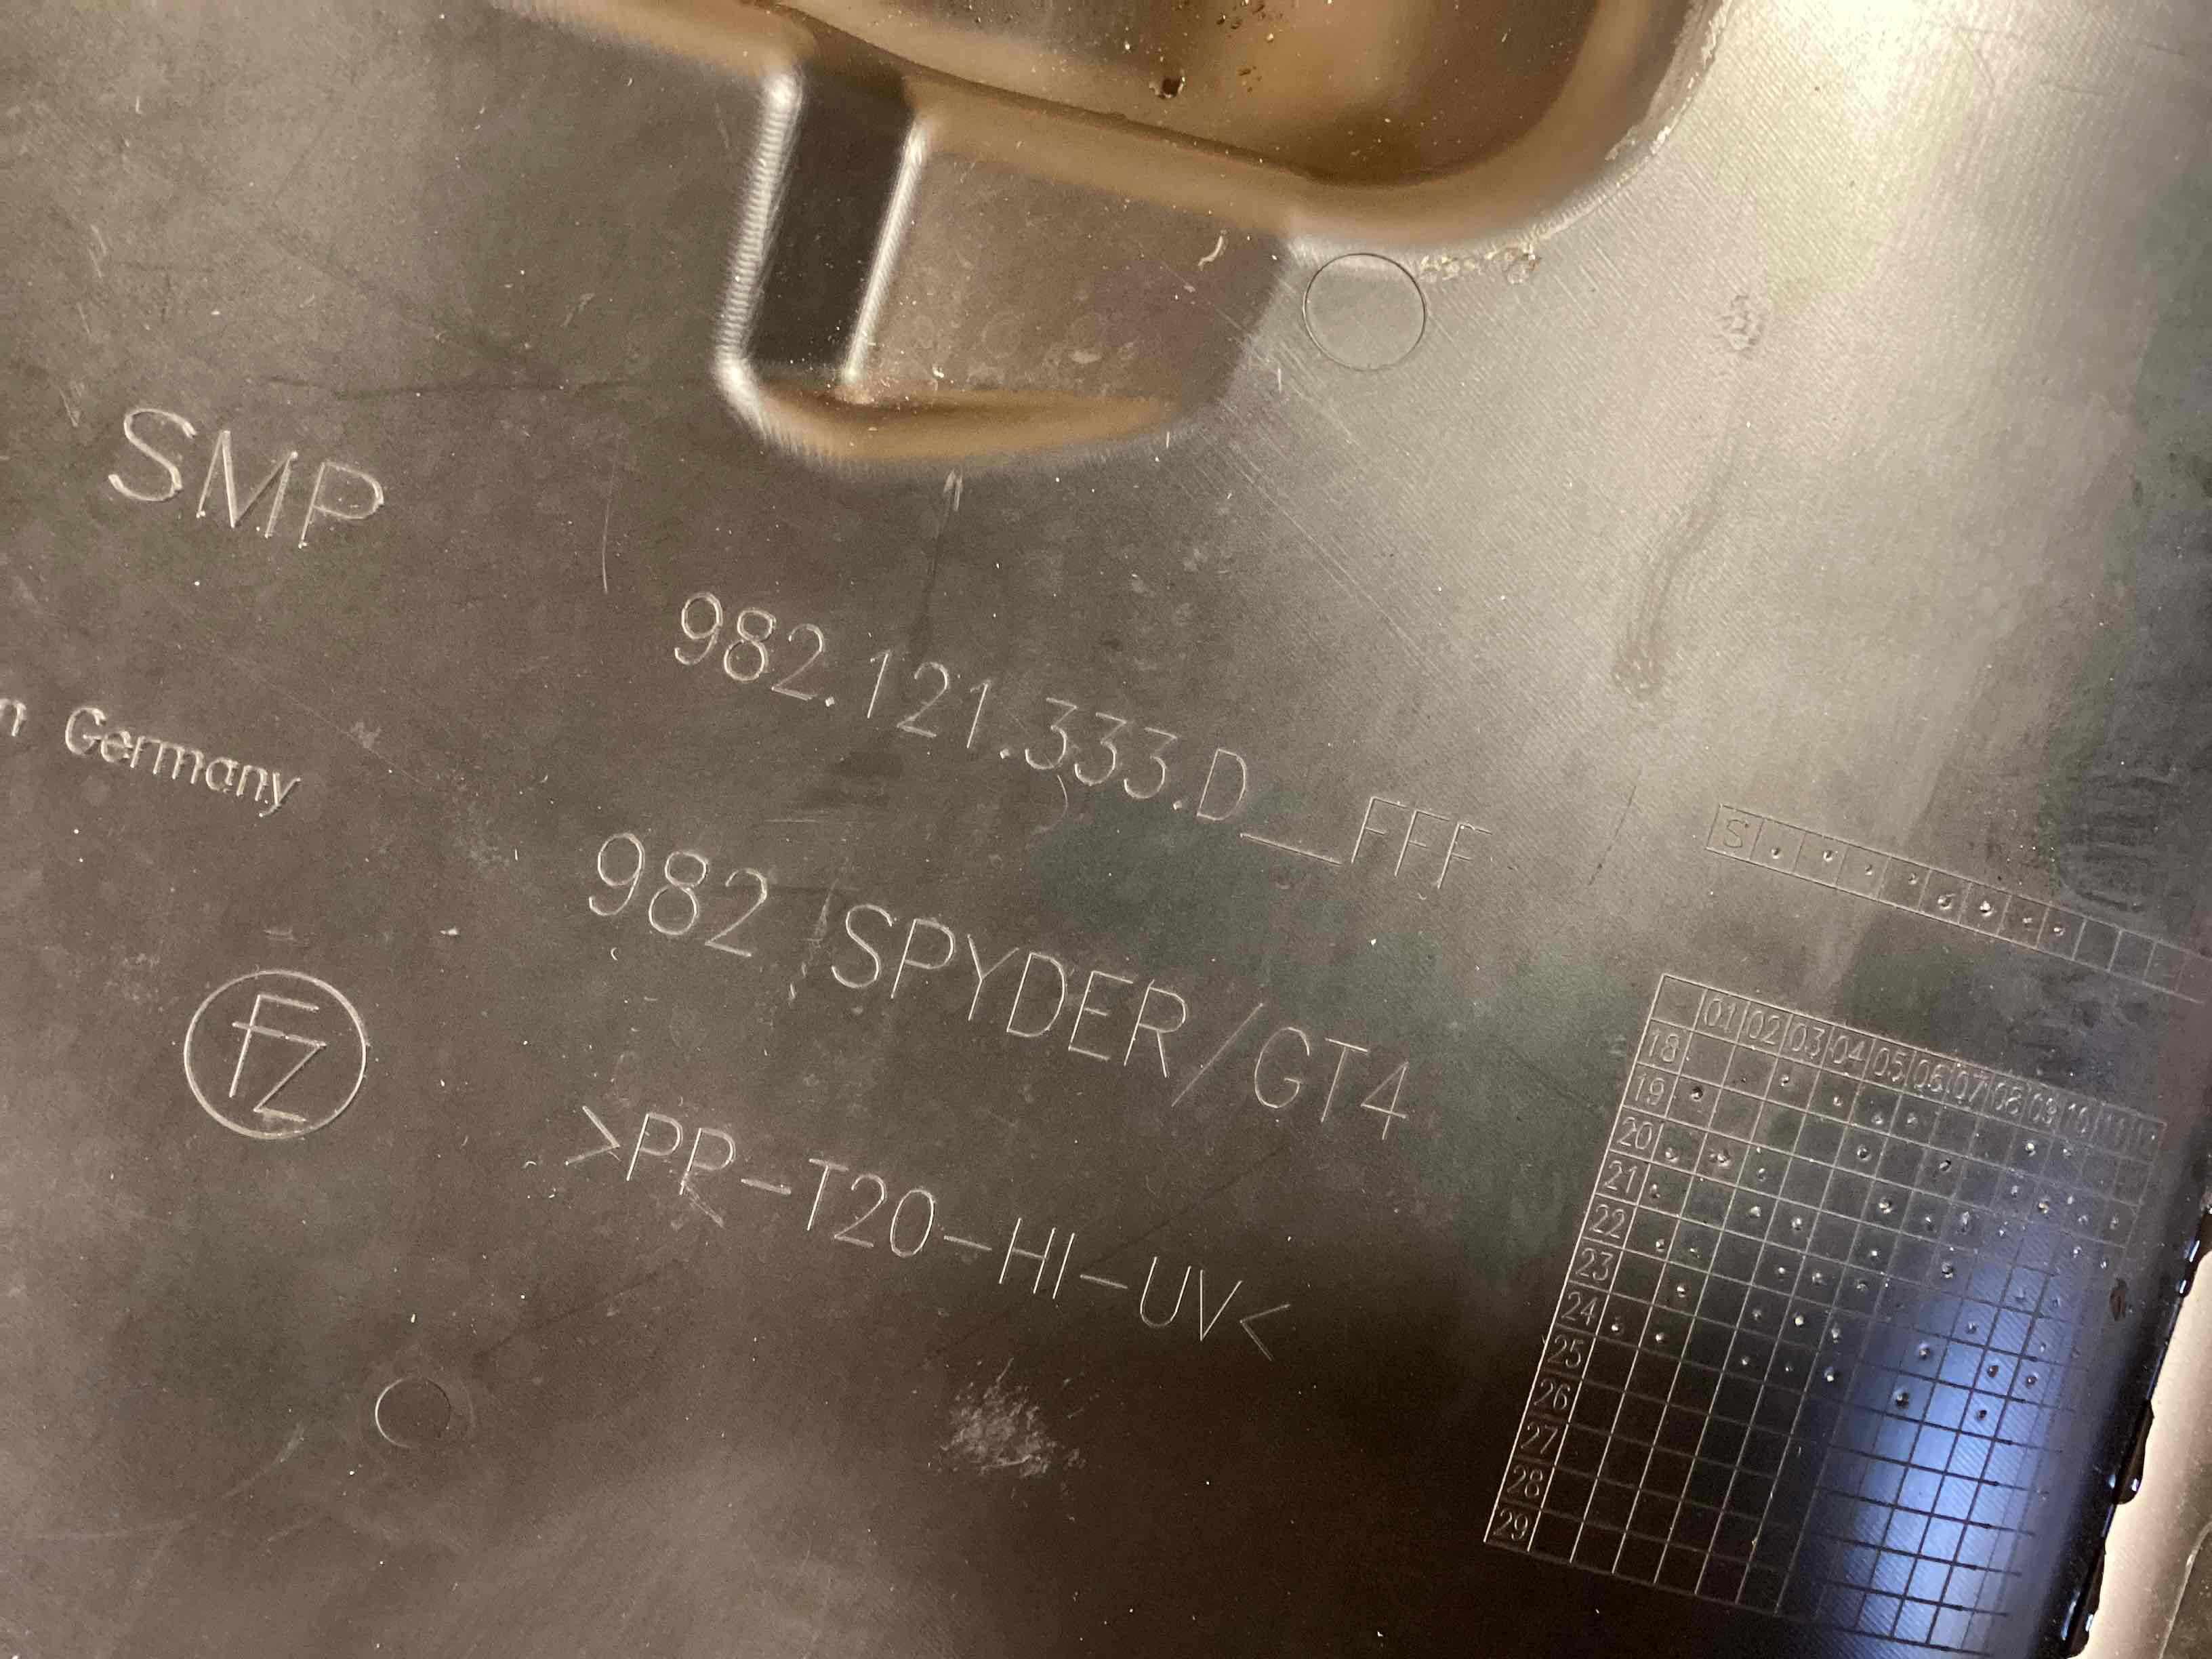 SMP
982.121.333.D__FFF
n Germany
982 SPYDER/GT4
FZ
>PP-T20-HI-UV<
S
01 02 03 04 05 06 07 08 09 10 11 12
18
19
20
21
22
23
24
25
26
27
28
29